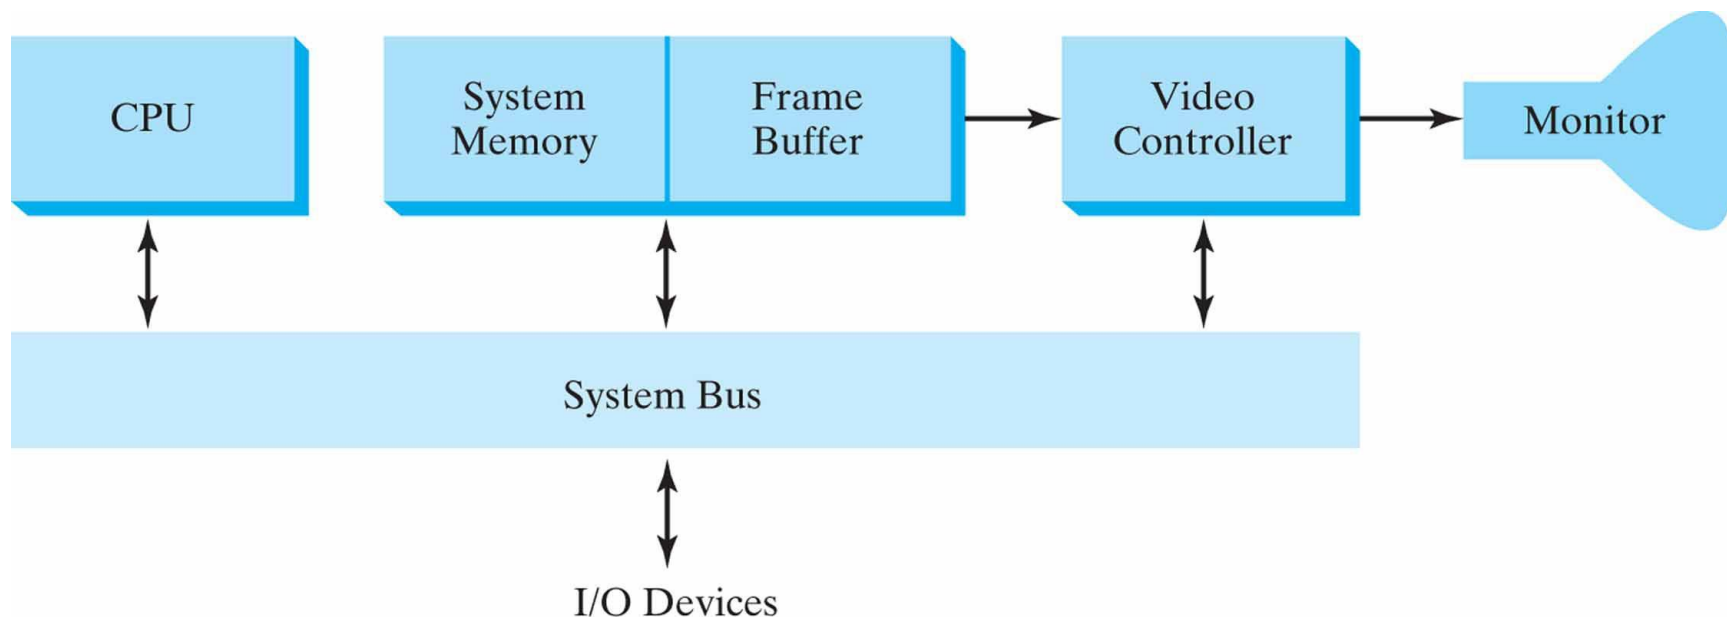 CPU
System
Memory
Frame
Buffer
Video
Controller
Monitor
System Bus
I/O Devices